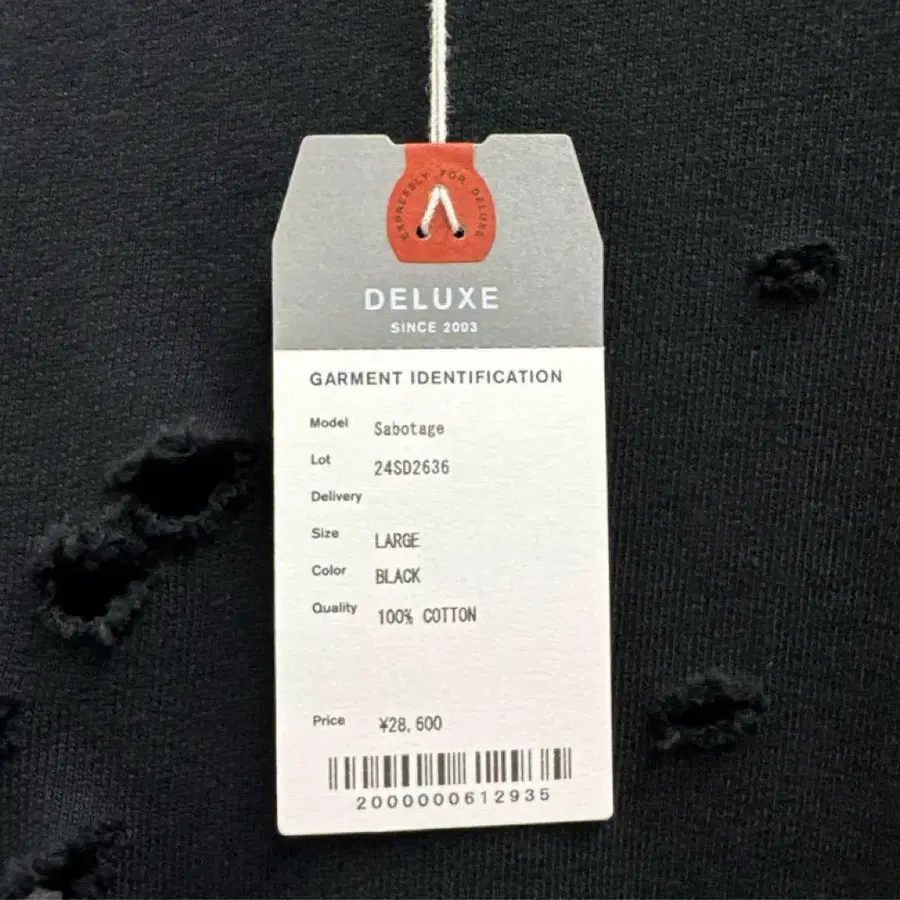 EXPRESSLY FOR DELUXE
DELUXE
SINCE 2003
GARMENT IDENTIFICATION
Model Sabotage
Lot 24SD2636
Delivery
Size LARGE
Color BLACK
Quality 100% COTTON
Price ¥28,600
2000000612935